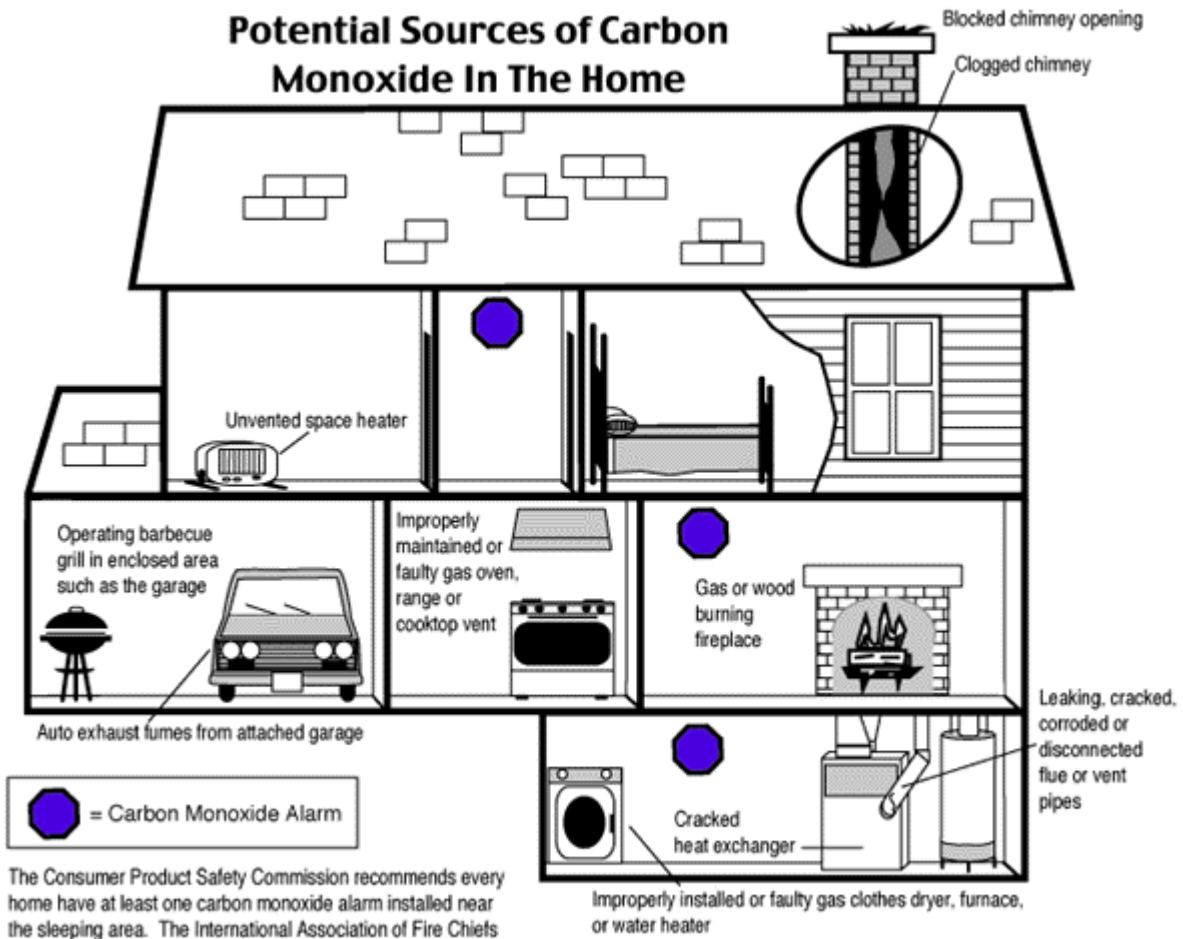 Potential Sources of Carbon
Monoxide In The Home
Blocked chimney opening
Clogged chimney
Unvented space heater
Operating barbecue
grill in enclosed area
such as the garage
Improperly
maintained or
faulty gas oven,
range or
cooktop vent
Gas or wood
burning
fireplace
Auto exhaust fumes from attached garage
Leaking, cracked,
corroded or
disconnected
flue or vent
pipes
= Carbon Monoxide Alarm
Cracked
heat exchanger
Improperly installed or faulty gas clothes dryer, furnace,
or water heater
The Consumer Product Safety Commission recommends every
home have at least one carbon monoxide alarm installed near
the sleeping area. The International Association of Fire Chiefs